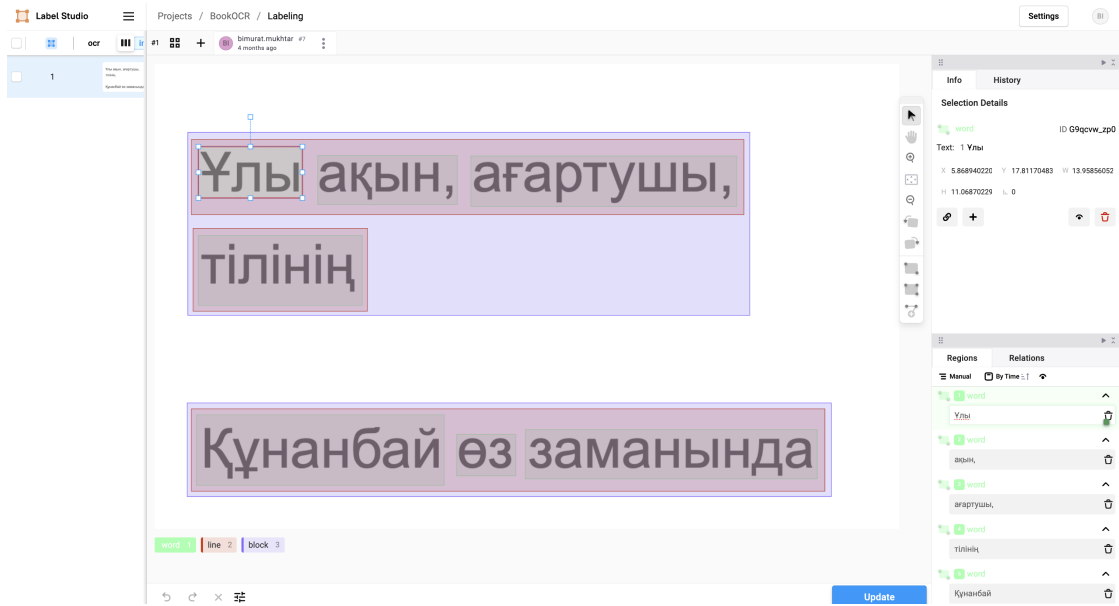 Label Studio
Projects / BookOCR / Labeling
Settings
BI
ocr
#1
BI bimurat.mukhtar #7
4 months ago
1
Ұлы ақын, ағартушы,
тілінің
Құнанбай өз заманында
word 1 line 2 block 3
Update
Info History
Selection Details
word ID G9qcvw_zp0
Text: 1 Ұлы
X 5.868940220 Y 17.81170483 W 13.95856052
H 11.06870229 0
Regions Relations
Manual By Time
word
Ұлы
word
ақын,
word
ағартушы,
word
тілінің
word
Құнанбай